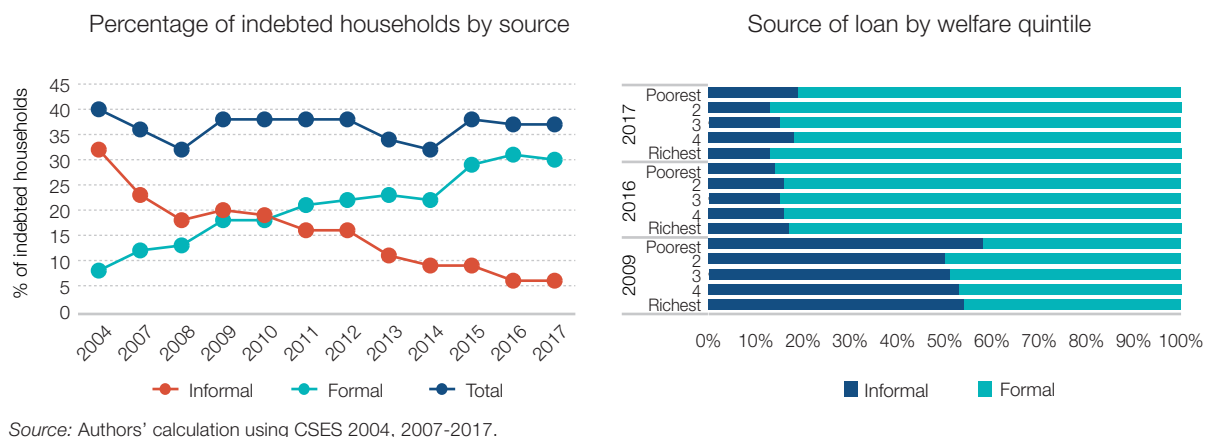 Percentage of indebted households by source
% of indebted households
45
40
35
30
25
20
15
10
5
0
2004 2007 2008 2009 2010 2011 2012 2013 2014 2015 2016 2017
Informal Formal Total
Source of loan by welfare quintile
2017
Poorest
2
3
4
Richest
2016
Poorest
2
3
4
Richest
2009
Poorest
2
3
4
Richest
0% 10% 20% 30% 40% 50% 60% 70% 80% 90% 100%
Informal Formal
Source: Authors' calculation using CSES 2004, 2007-2017.